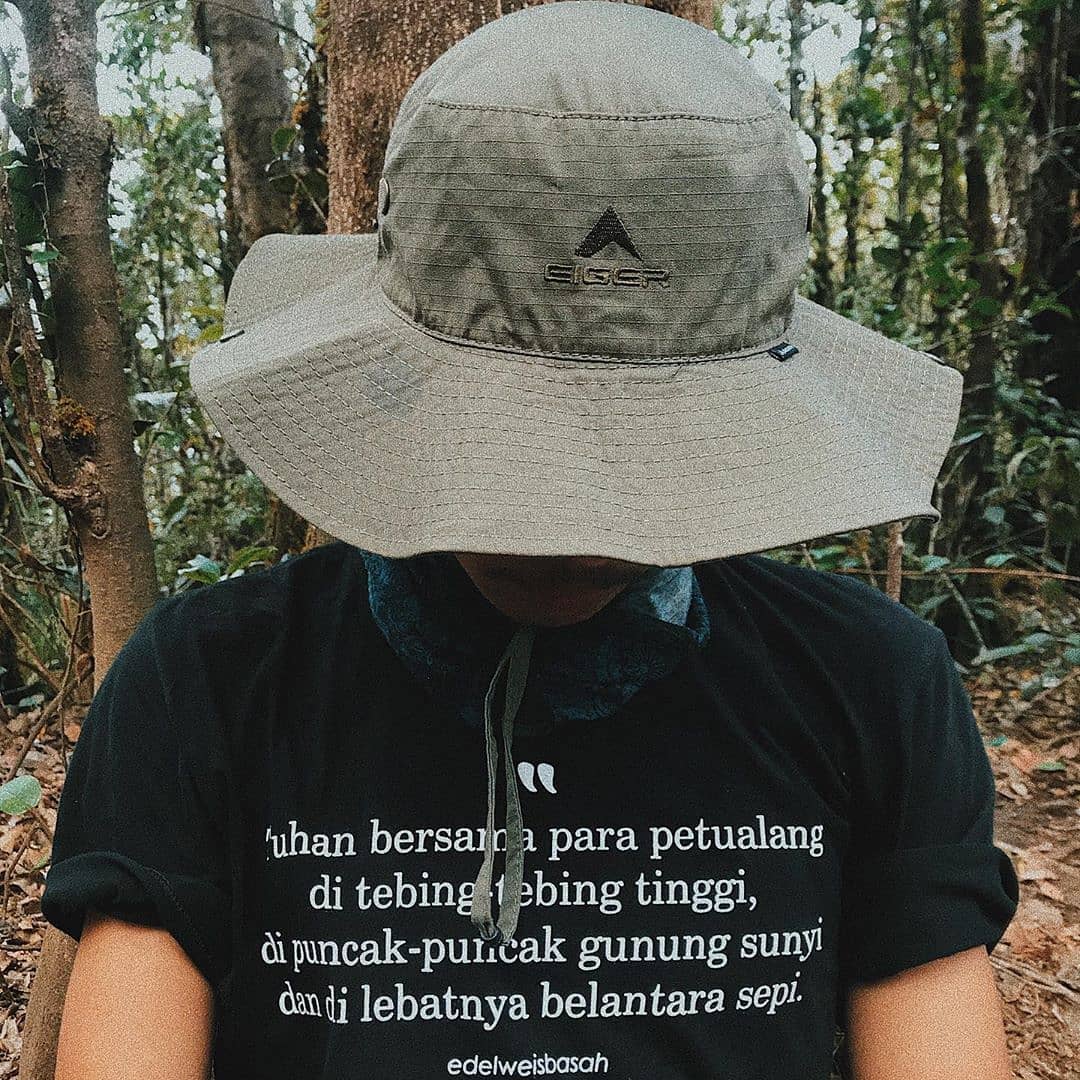 EIGER
"
Tuhan bersama para petualang
di tebing-tebing tinggi,
di puncak-puncak gunung sunyi
dan di lebatnya belantara sepi.
edelweisbasah